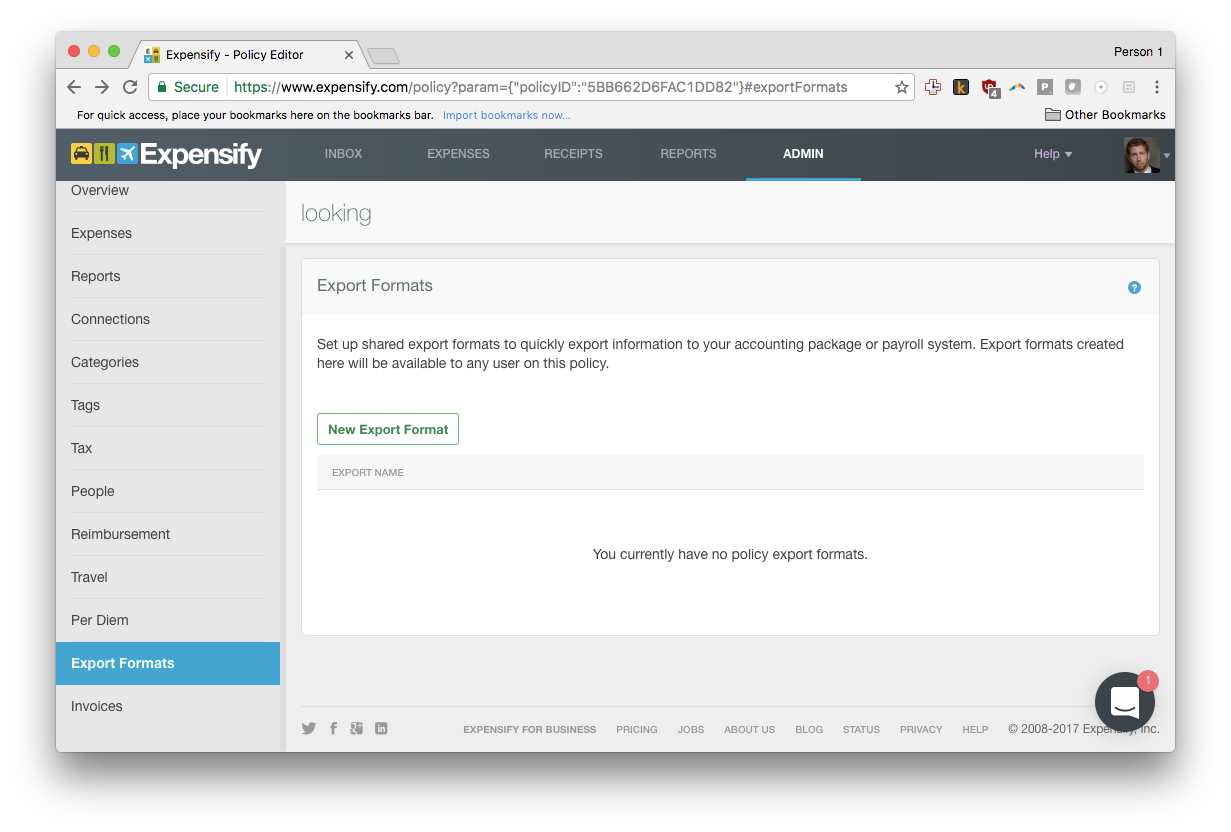 Expensify - Policy Editor
Person 1
Secure
https://www.expensify.com/policy?param={"policyID":"5BB662D6FAC1DD82"}#exportFormats
k
4
P
For quick access, place your bookmarks here on the bookmarks bar. Import bookmarks now...
Other Bookmarks
Expensify
INBOX
EXPENSES
RECEIPTS
REPORTS
ADMIN
Help
Overview
Expenses
Reports
Connections
Categories
Tags
Tax
People
Reimbursement
Travel
Per Diem
Export Formats
Invoices
looking
Export Formats
?
Set up shared export formats to quickly export information to your accounting package or payroll system. Export formats created
here will be available to any user on this policy.
New Export Format
EXPORT NAME
You currently have no policy export formats.
1
EXPENSIFY FOR BUSINESS
PRICING
JOBS
ABOUT US
BLOG
STATUS
PRIVACY
HELP
© 2008-2017 Expensify, Inc.